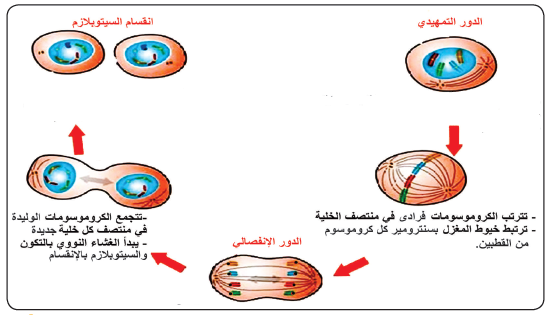 الدور التمهيدي
انقسام السيتوبلازم
-تترتب الكروموسومات فرادى في منتصف الخلية
- ترتبط خيوط المغزل بسنترومير كل كروموسوم
من القطبين.
الدور الإنفصالي
-تتجمع الكروموسومات الوليدة
في منتصف كل خلية جديدة
- يبدأ الغشاء النووي بالتكون
والسيتوبلازم بالإنقسام